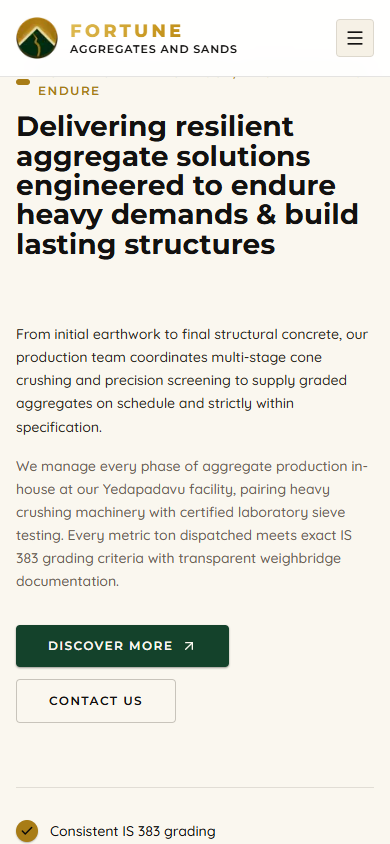 FORTUNE
AGGREGATES AND SANDS
ENDURE
Delivering resilient
aggregate solutions
engineered to endure
heavy demands & build
lasting structures
From initial earthwork to final structural concrete, our
production team coordinates multi-stage cone
crushing and precision screening to supply graded
aggregates on schedule and strictly within
specification.
We manage every phase of aggregate production in-
house at our Yedapadavu facility, pairing heavy
crushing machinery with certified laboratory sieve
testing. Every metric ton dispatched meets exact IS
383 grading criteria with transparent weighbridge
documentation.
DISCOVER MORE
CONTACT US
Consistent IS 383 grading